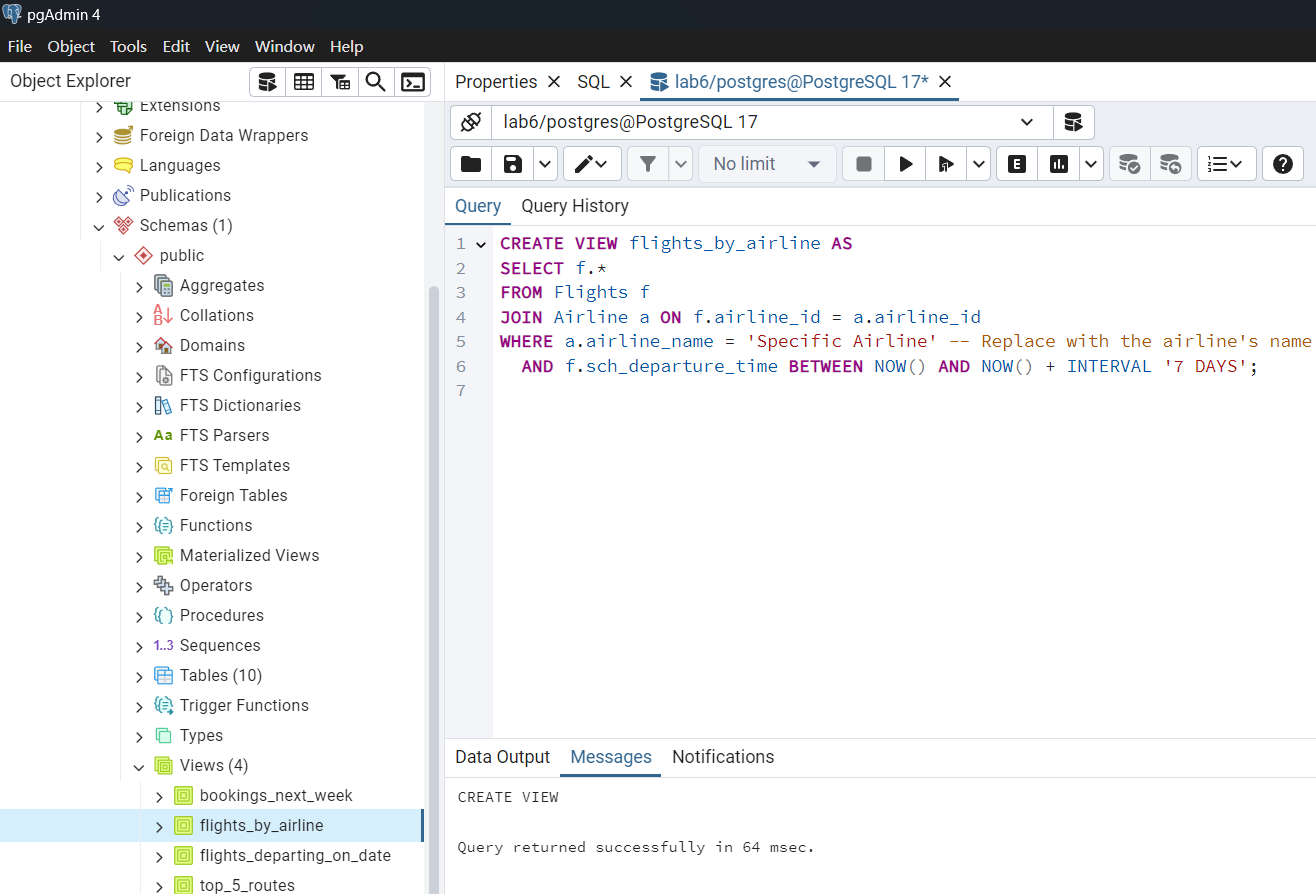 pgAdmin 4
File Object Tools Edit View Window Help
Object Explorer
Properties SQL lab6/postgres@PostgreSQL 17*
Extensions
Foreign Data Wrappers
Languages
Publications
Schemas (1)
public
Aggregates
Collations
Domains
FTS Configurations
FTS Dictionaries
Aa FTS Parsers
FTS Templates
Foreign Tables
Functions
Materialized Views
Operators
Procedures
1..3 Sequences
Tables (10)
Trigger Functions
Types
Views (4)
bookings_next_week
flights_by_airline
flights_departing_on_date
top_5_routes
lab6/postgres@PostgreSQL 17
No limit E
Query Query History
1 CREATE VIEW flights_by_airline AS
2 SELECT f.*
3 FROM Flights f
4 JOIN Airline a ON f.airline_id = a.airline_id
5 WHERE a.airline_name = 'Specific Airline' -- Replace with the airline's name
6 AND f.sch_departure_time BETWEEN NOW() AND NOW() + INTERVAL '7 DAYS';
7
Data Output Messages Notifications
CREATE VIEW
Query returned successfully in 64 msec.